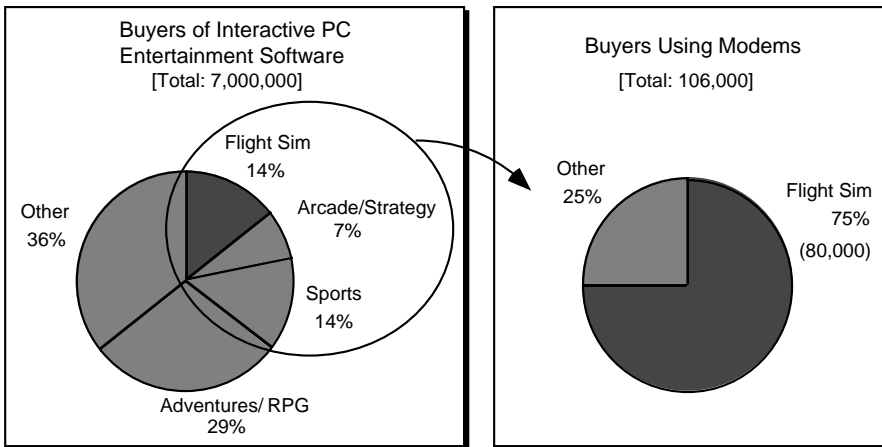 Buyers of Interactive PC
Entertainment Software
[Total: 7,000,000]
Flight Sim
14%
Arcade/Strategy
7%
Sports
14%
Adventures/ RPG
29%
Other
36%
Buyers Using Modems
[Total: 106,000]
Other
25%
Flight Sim
75%
(80,000)